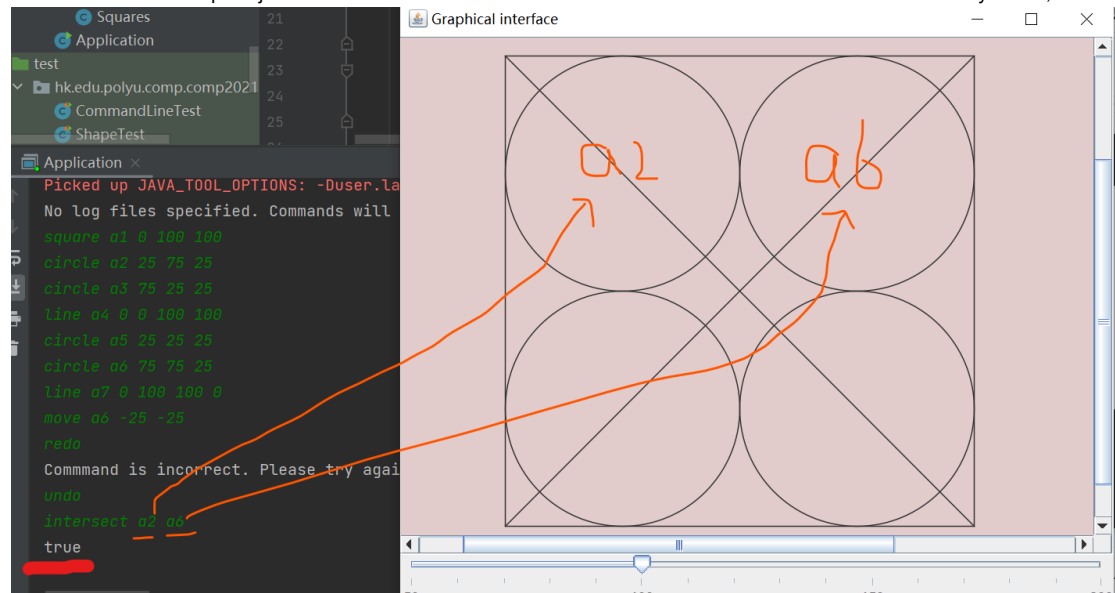 Squares
21
Graphical interface
Application
22
test
23
hk.edu.polyu.comp.comp2021
24
CommandLineTest
25
ShapeTest
Application
Picked up JAVA_TOOL_OPTIONS: -Duser.la
No log files specified. Commands will
square a1 0 100 100
circle a2 25 75 25
circle a3 75 25 25
line a4 0 0 100 100
circle a5 25 25 25
circle a6 75 75 25
line a7 0 100 100 0
move a6 -25 -25
redo
Commmand is incorrect. Please try agai
undo
intersect a2 a6
true
a2
a6